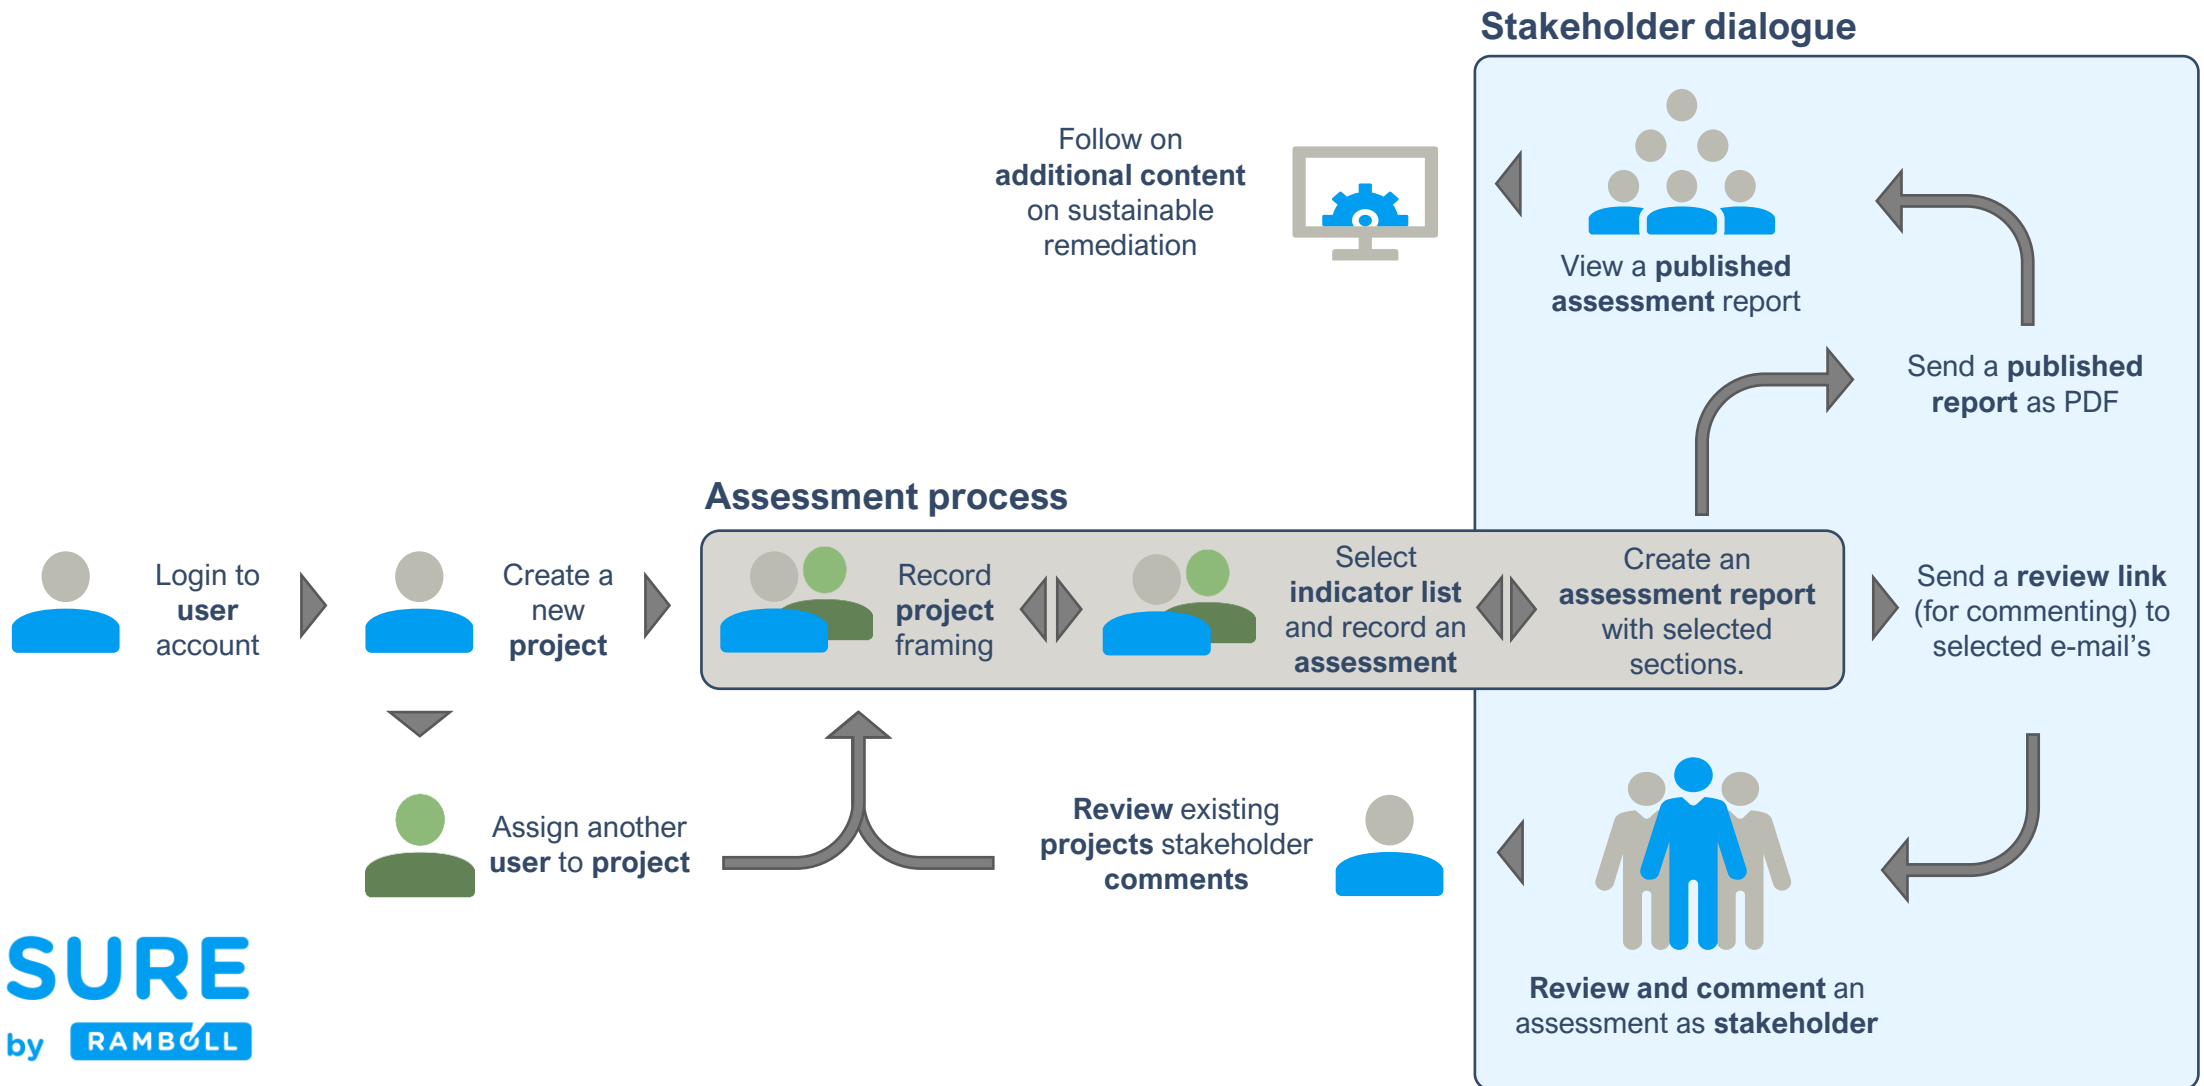 Stakeholder dialogue
Follow on
additional content
on sustainable
remediation
View a published
assessment report
Send a published
report as PDF
Assessment process
Login to
user
account
Create a
new
project
Record
project
framing
Select
indicator list
and record an
assessment
Create an
assessment report
with selected
sections.
Send a review link
(for commenting) to
selected e-mail's
Assign another
user to project
Review existing
projects stakeholder
comments
Review and comment an
assessment as stakeholder
SURE
by RAMBOLL